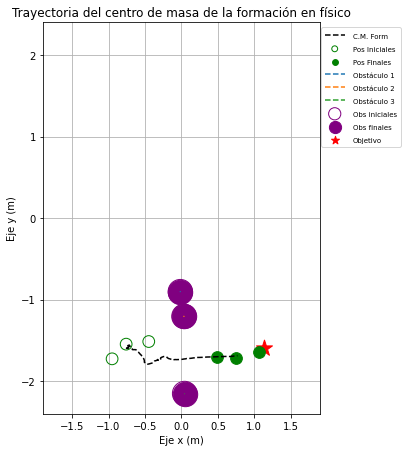 Trayectoria del centro de masa de la formación en físico
C.M. Form
Pos Iniciales
Pos Finales
Obstáculo 1
Obstáculo 2
Obstáculo 3
Obs iniciales
Obs finales
Objetivo
Eje y (m)
2
1
0
−1
−2
−1.5
−1.0
−0.5
0.0
0.5
1.0
1.5
Eje x (m)